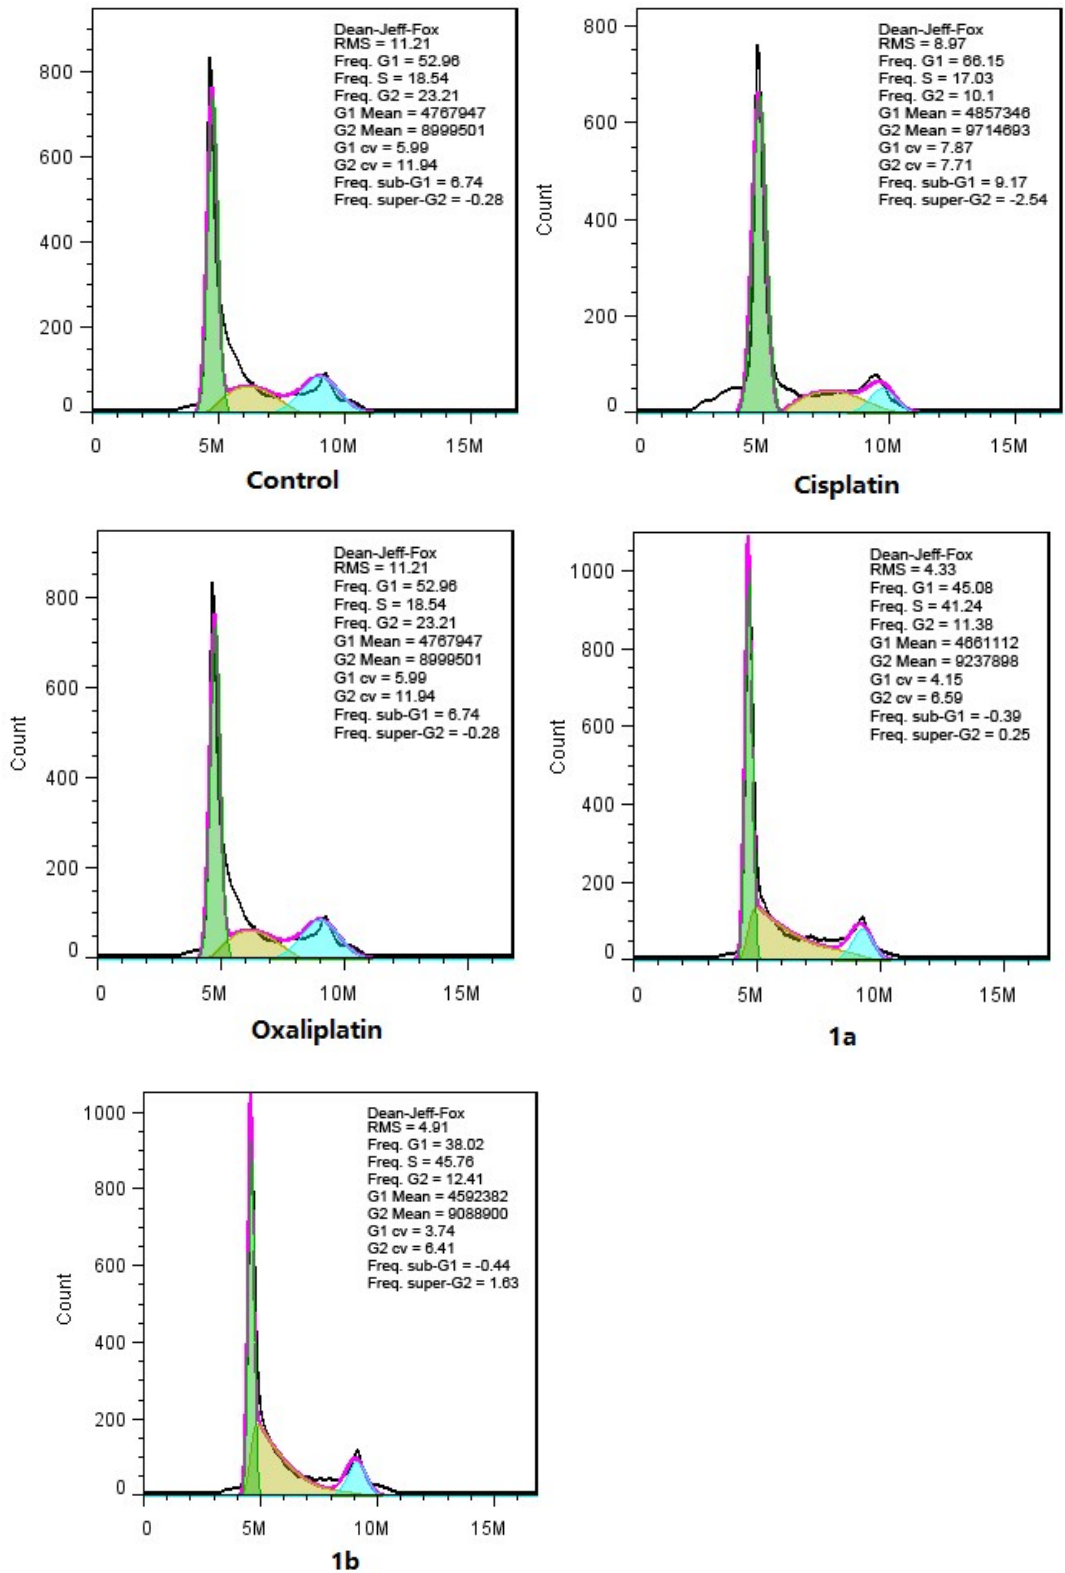 Dean-Jeff-Fox
RMS = 11.21
Freq. G1 = 52.96
Freq. S = 18.54
Freq. G2 = 23.21
G1 Mean = 4767947
G2 Mean = 8999501
G1 cv = 5.99
G2 cv = 11.94
Freq. sub-G1 = 6.74
Freq. super-G2 = -0.28
800
600
400
200
0
0 5M 10M 15M
Control
Dean-Jeff-Fox
RMS = 8.97
Freq. G1 = 66.15
Freq. S = 17.03
Freq. G2 = 10.1
G1 Mean = 4857346
G2 Mean = 9714693
G1 cv = 7.87
G2 cv = 7.71
Freq. sub-G1 = 9.17
Freq. super-G2 = -2.54
Count
800
600
400
200
0
0 5M 10M 15M
Cisplatin
Dean-Jeff-Fox
RMS = 11.21
Freq. G1 = 52.96
Freq. S = 18.54
Freq. G2 = 23.21
G1 Mean = 4767947
G2 Mean = 8999501
G1 cv = 5.99
G2 cv = 11.94
Freq. sub-G1 = 6.74
Freq. super-G2 = -0.28
Count
800
600
400
200
0
0 5M 10M 15M
Oxaliplatin
Dean-Jeff-Fox
RMS = 4.33
Freq. G1 = 45.08
Freq. S = 41.24
Freq. G2 = 11.38
G1 Mean = 4661112
G2 Mean = 9237898
G1 cv = 4.15
G2 cv = 6.59
Freq. sub-G1 = -0.39
Freq. super-G2 = 0.25
Count
1000
800
600
400
200
0
0 5M 10M 15M
1a
Dean-Jeff-Fox
RMS = 4.91
Freq. G1 = 38.02
Freq. S = 45.76
Freq. G2 = 12.41
G1 Mean = 4592382
G2 Mean = 9088900
G1 cv = 3.74
G2 cv = 6.41
Freq. sub-G1 = -0.44
Freq. super-G2 = 1.63
Count
1000
800
600
400
200
0
0 5M 10M 15M
1b